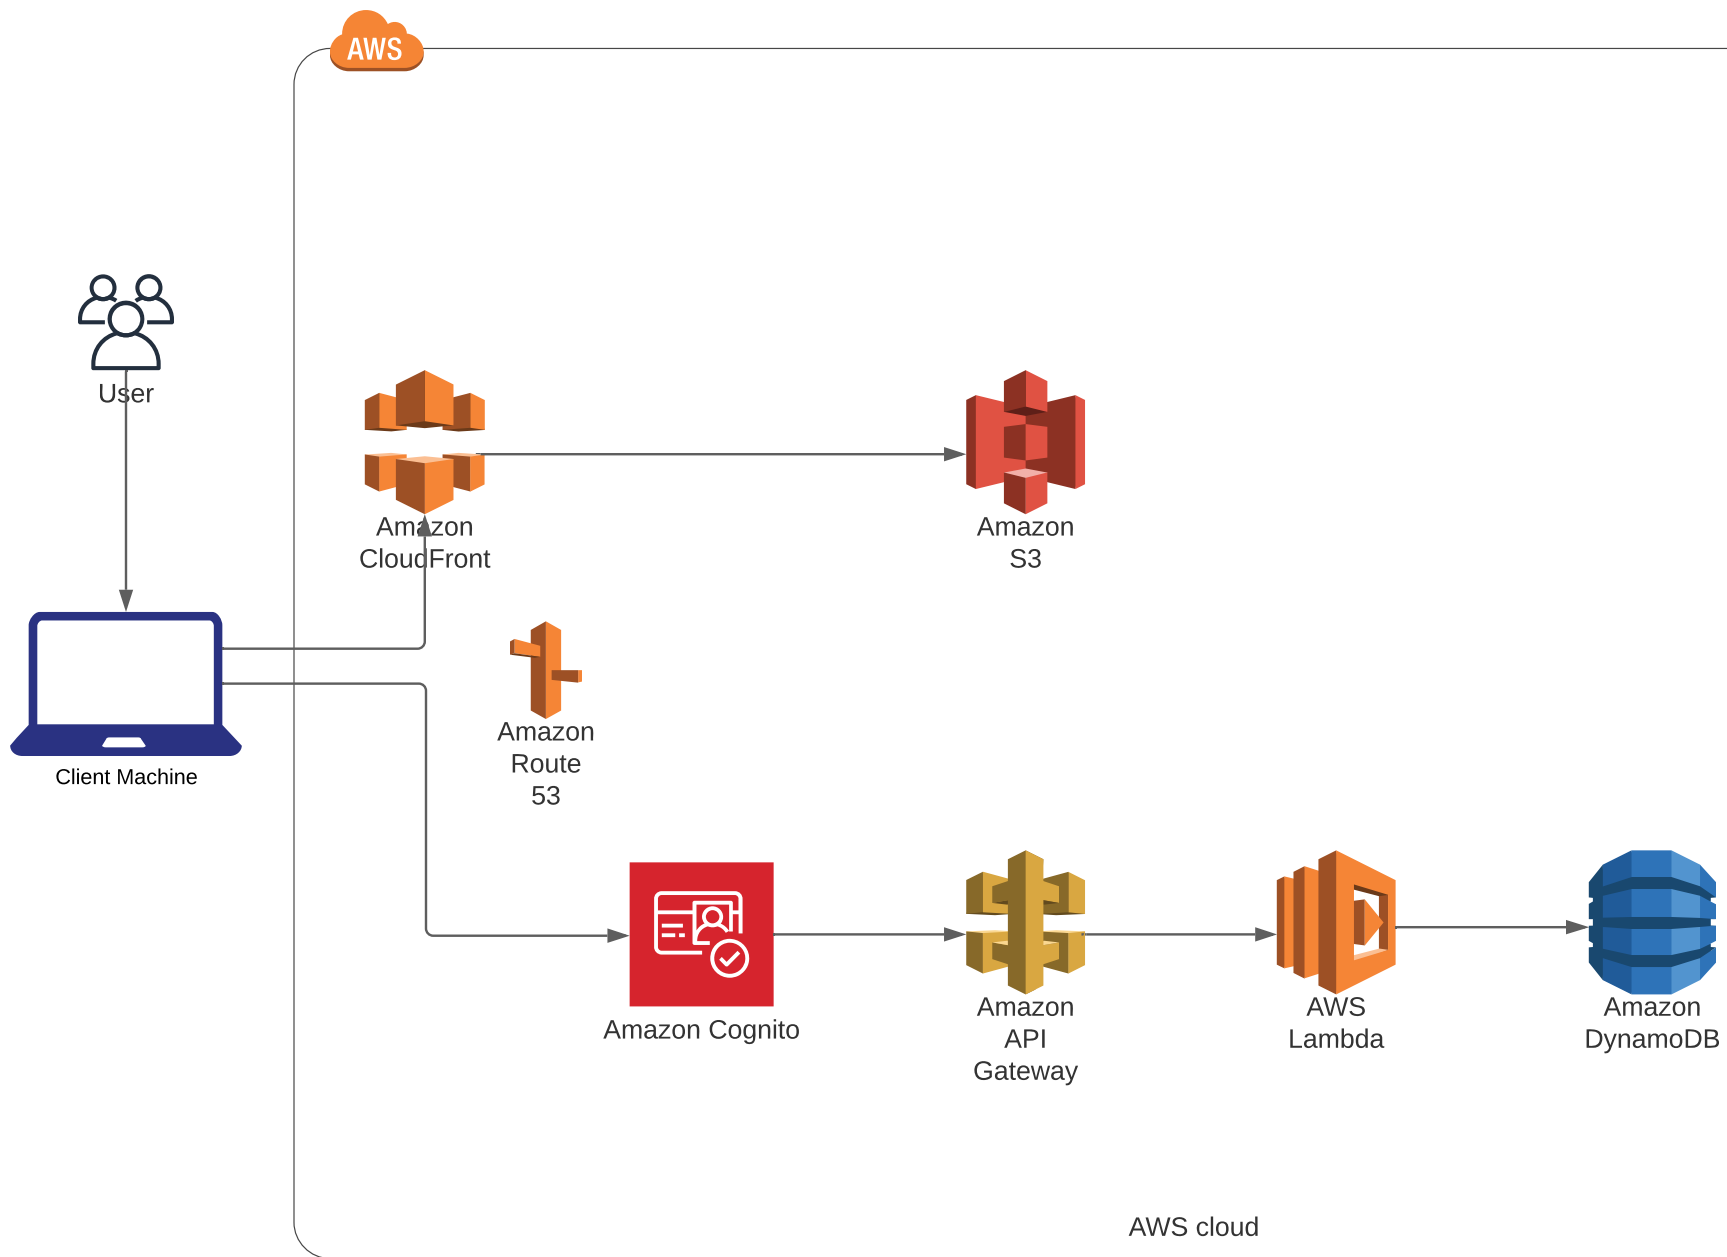 AWS
User
Amazon
CloudFront
Amazon
S3
Amazon
Route
53
Client Machine
Amazon Cognito
Amazon
API
Gateway
AWS
Lambda
Amazon
DynamoDB
AWS cloud